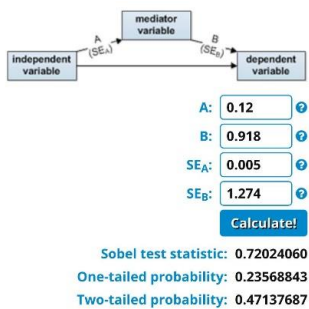 mediator
variable
A
(SEA)
B
(SEB)
independent
variable
dependent
variable
A: 0.12 ?
B: 0.918 ?
SEA: 0.005 ?
SEB: 1.274 ?
Calculate!
Sobel test statistic: 0.72024060
One-tailed probability: 0.23568843
Two-tailed probability: 0.47137687